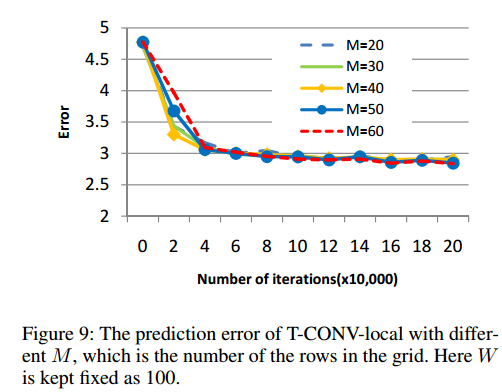 5
4.5
4
3.5
3
2.5
2
Error
M=20
M=30
M=40
M=50
M=60
0 2 4 6 8 10 12 14 16 18 20
Number of iterations(x10,000)
Figure 9: The prediction error of T-CONV-local with differ-
ent M, which is the number of the rows in the grid. Here W
is kept fixed as 100.